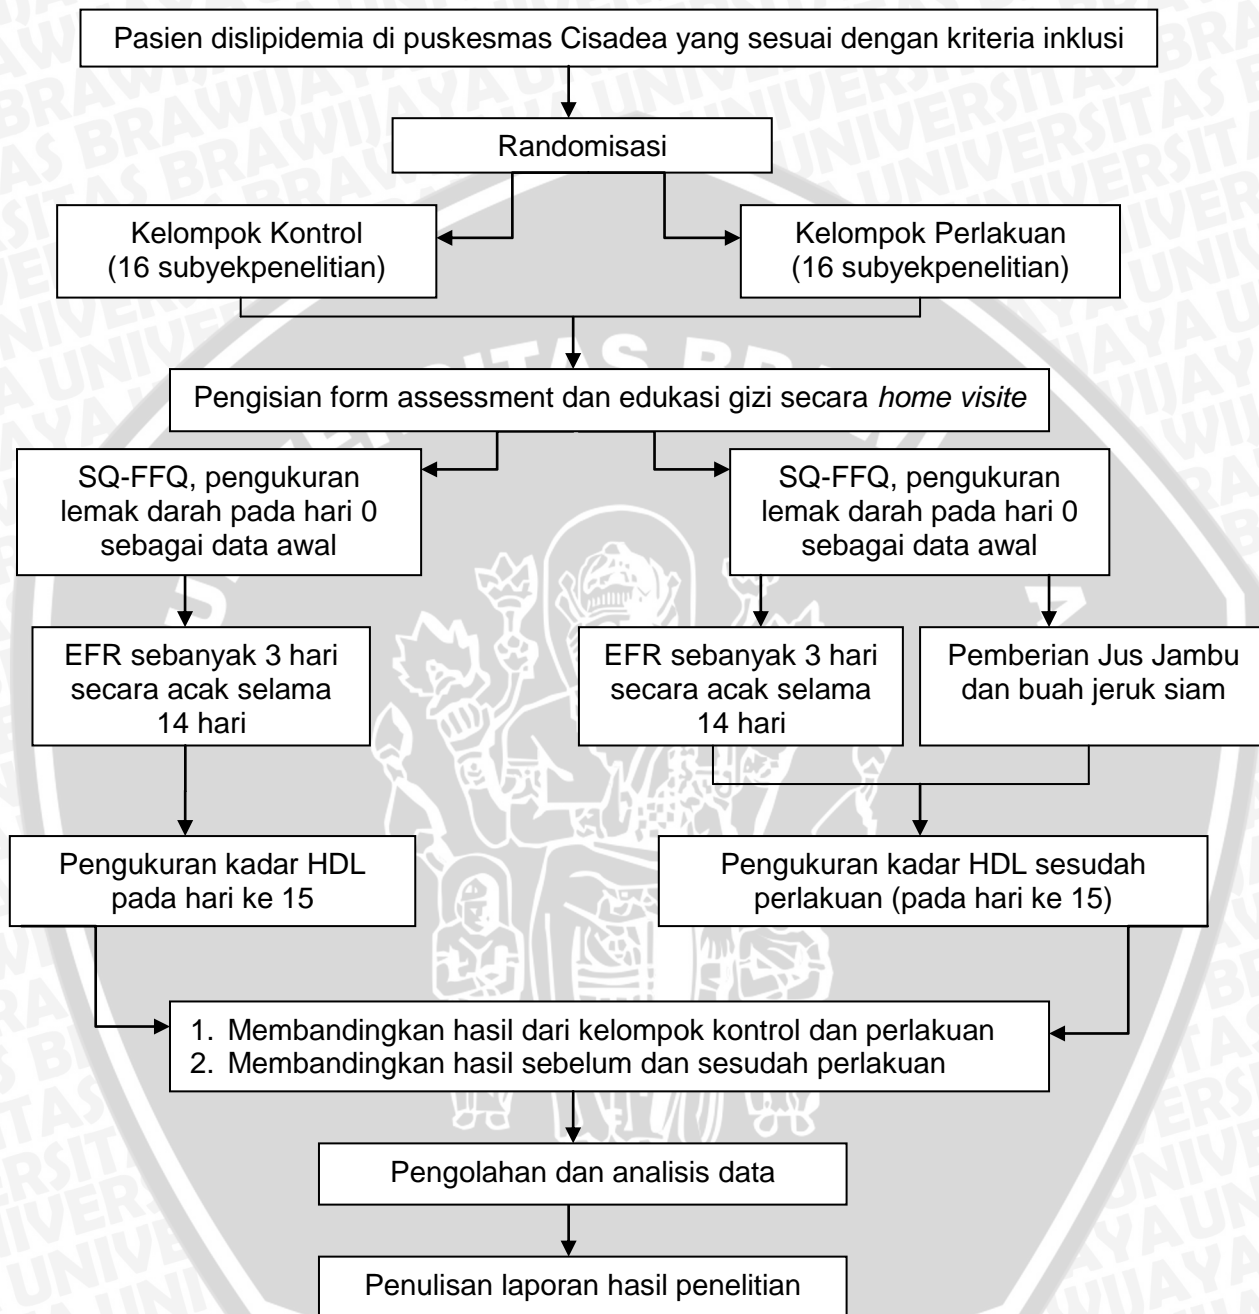 Pasien dislipidemia di puskesmas Cisadea yang sesuai dengan kriteria inklusi
Randomisasi
Kelompok Kontrol
(16 subyekpenelitian)
Kelompok Perlakuan
(16 subyekpenelitian)
Pengisian form assessment dan edukasi gizi secara home visite
SQ-FFQ, pengukuran
lemak darah pada hari 0
sebagai data awal
SQ-FFQ, pengukuran
lemak darah pada hari 0
sebagai data awal
EFR sebanyak 3 hari
secara acak selama
14 hari
EFR sebanyak 3 hari
secara acak selama
14 hari
Pemberian Jus Jambu
dan buah jeruk siam
Pengukuran kadar HDL
pada hari ke 15
Pengukuran kadar HDL sesudah
perlakuan (pada hari ke 15)
1. Membandingkan hasil dari kelompok kontrol dan perlakuan
2. Membandingkan hasil sebelum dan sesudah perlakuan
Pengolahan dan analisis data
Penulisan laporan hasil penelitian